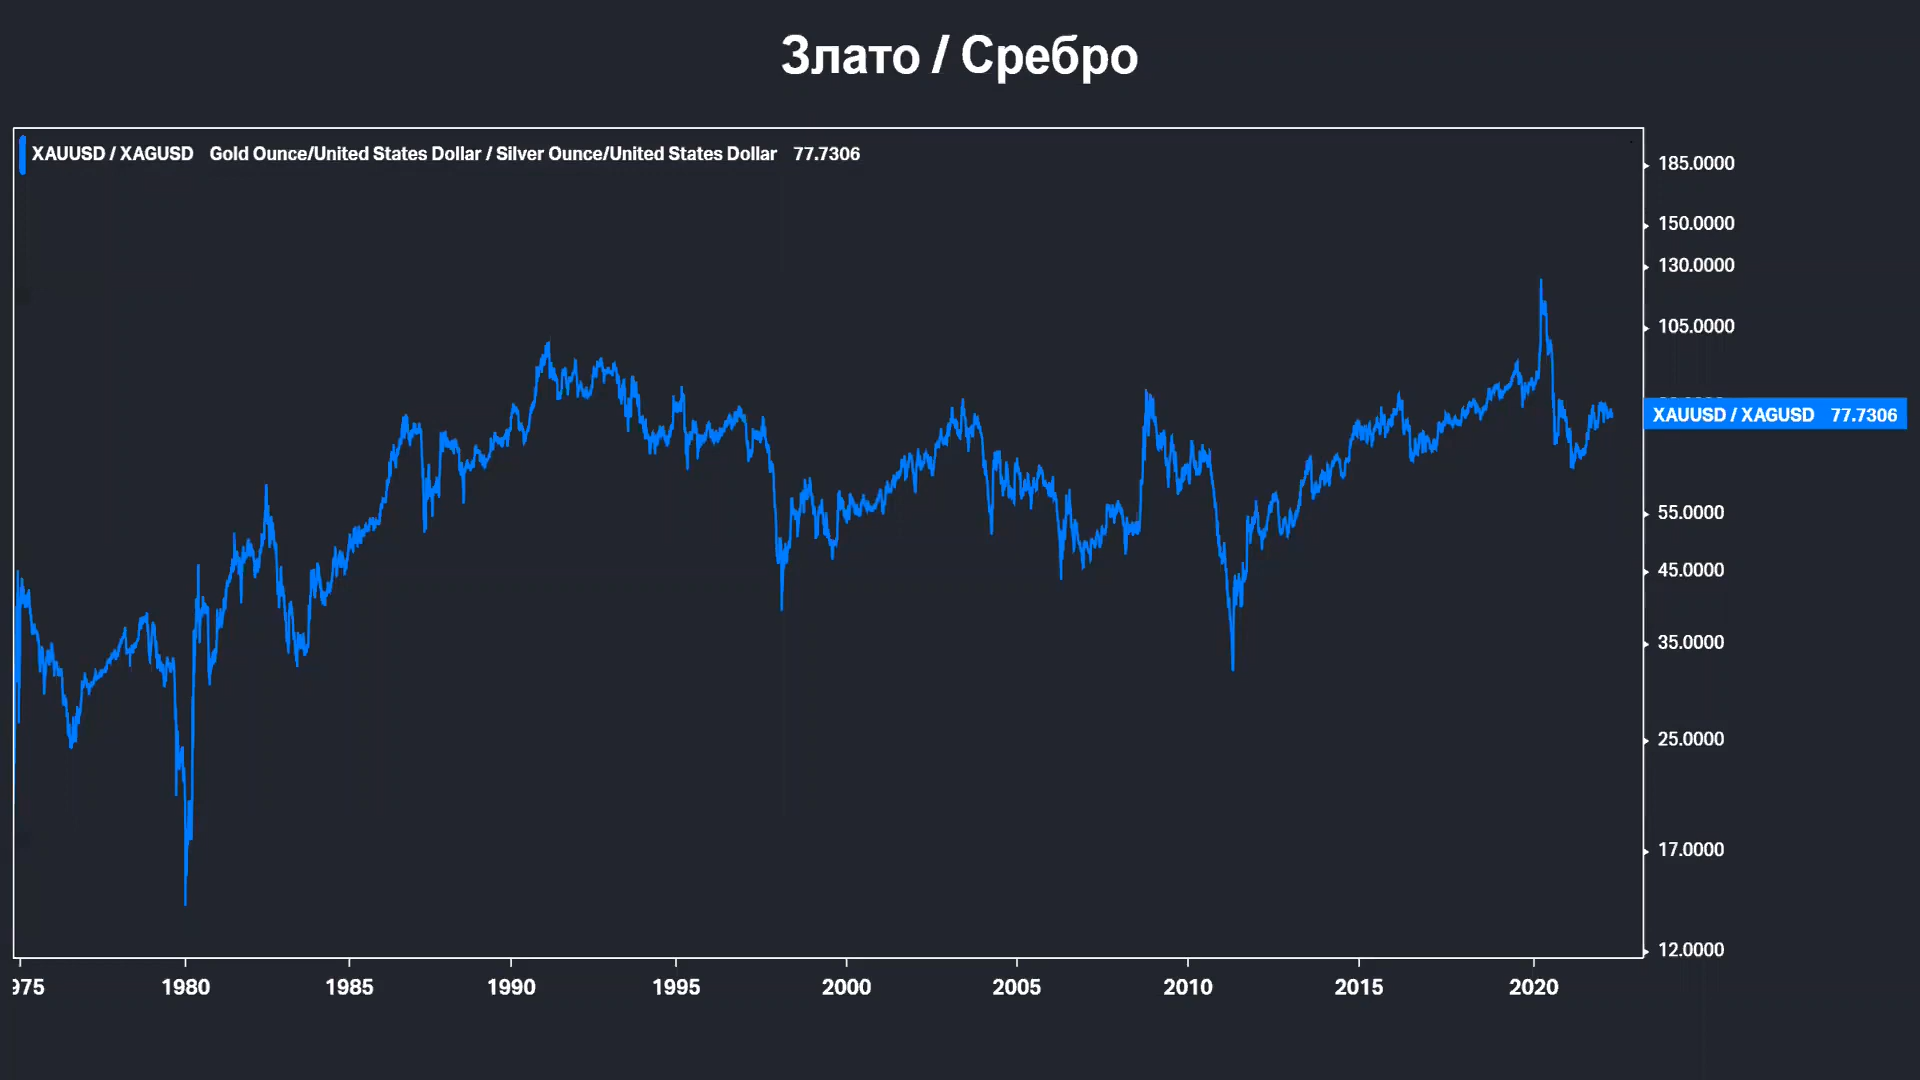 Злато / Сребро
XAUUSD / XAGUSD Gold Ounce/United States Dollar / Silver Ounce/United States Dollar 77.7306
185.0000
150.0000
130.0000
105.0000
XAUUSD / XAGUSD 77.7306
55.0000
45.0000
35.0000
25.0000
17.0000
12.0000
975 1980 1985 1990 1995 2000 2005 2010 2015 2020